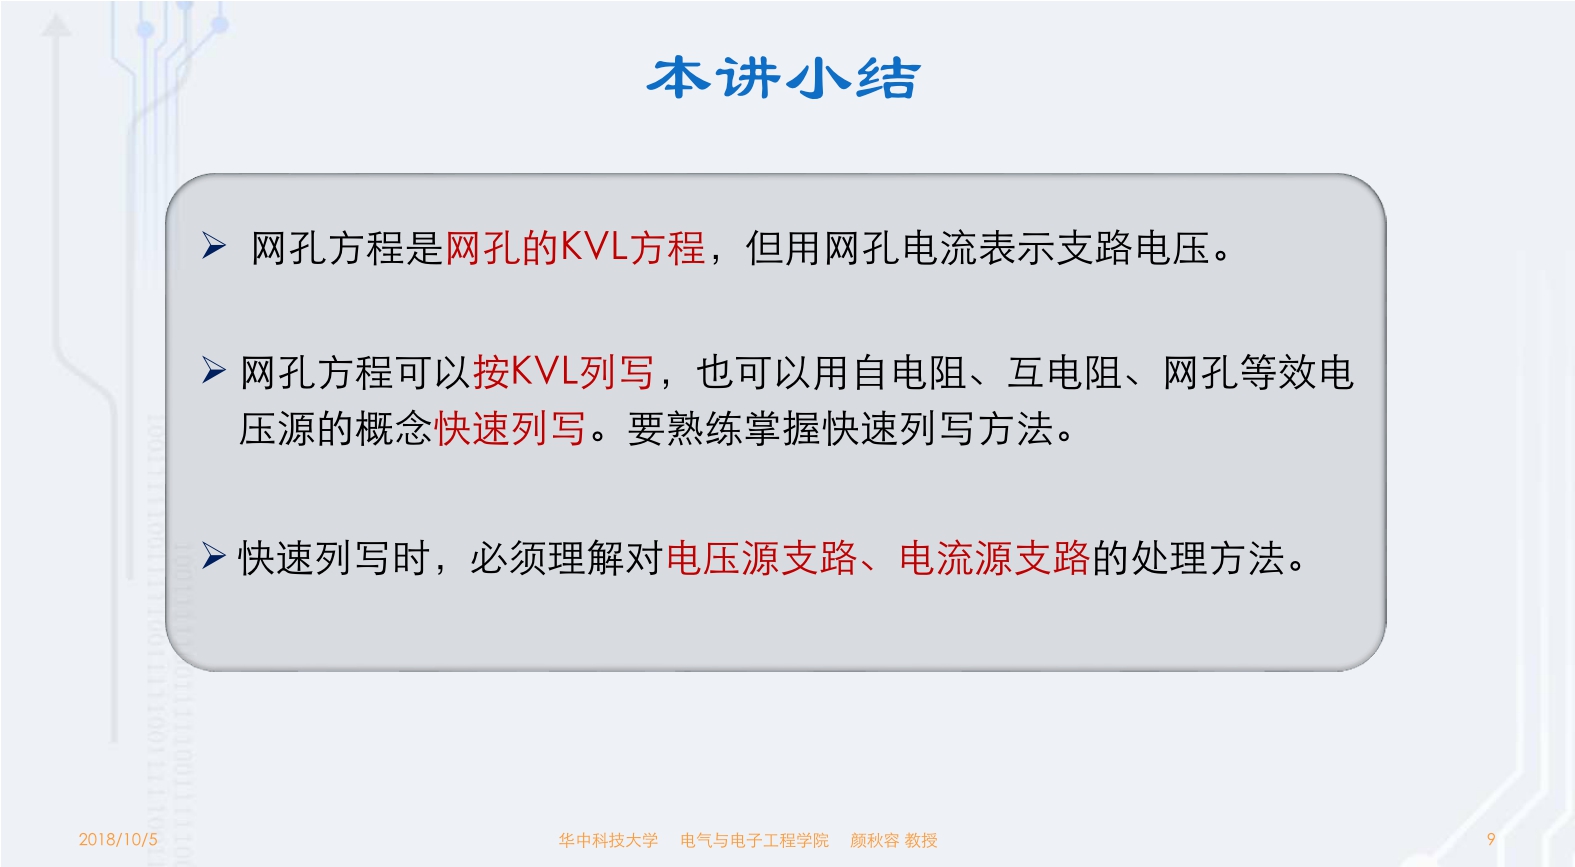 本讲小结
网孔方程是网孔的KVL方程，但用网孔电流表示支路电压。
网孔方程可以按KVL列写，也可以用自电阻、互电阻、网孔等效电
压源的概念快速列写。要熟练掌握快速列写方法。
快速列写时，必须理解对电压源支路、电流源支路的处理方法。
2018/10/5 华中科技大学 电气与电子工程学院 颜秋容 教授 9